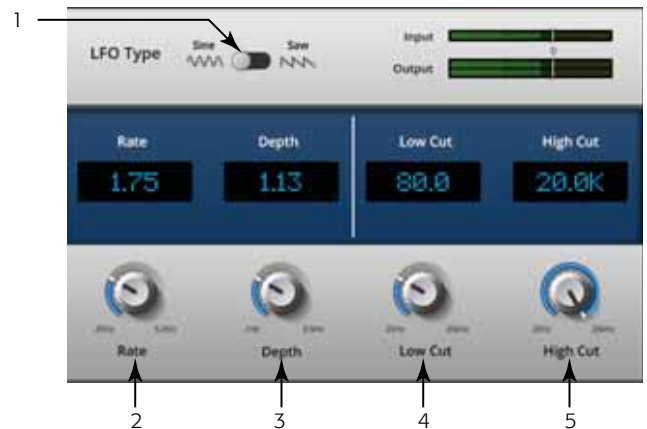 1
LFO Type
Sine
Saw
Input
0
Output
Rate
Depth
Low Cut
High Cut
1.75
1.13
80.0
20.0K
Rate
Depth
Low Cut
High Cut
2
3
4
5